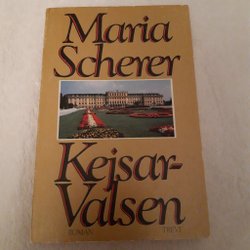 Maria
Scherer
Kejsar-
Valsen
ROMAN TREVI